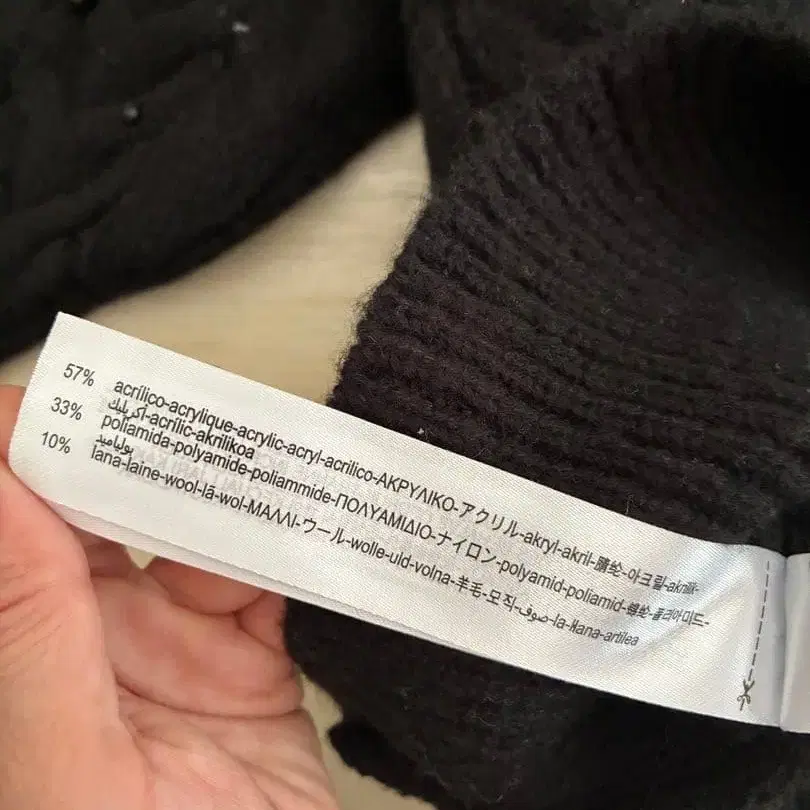 57% acrílico-acrylique-acrylic-acryl-acrilico-ΑΚΡΥΛΙΚΟ-アクリル-akryl-akril-腈纶-아크릴-akrilik-
أكريليك-acrílic-akrilikoa
33% poliamida-polyamide-poliammide-ΠΟΛΥΑΜΙΔΙΟ-ナイロン-polyamid-poliamid-锦纶-폴리아미드-
بولياميد
10% lana-laine-wool-lã-wol-ΜΑΛΛΙ-ウール-wolle-uld-volna-羊毛-모직-صوف-la-llana-artilea